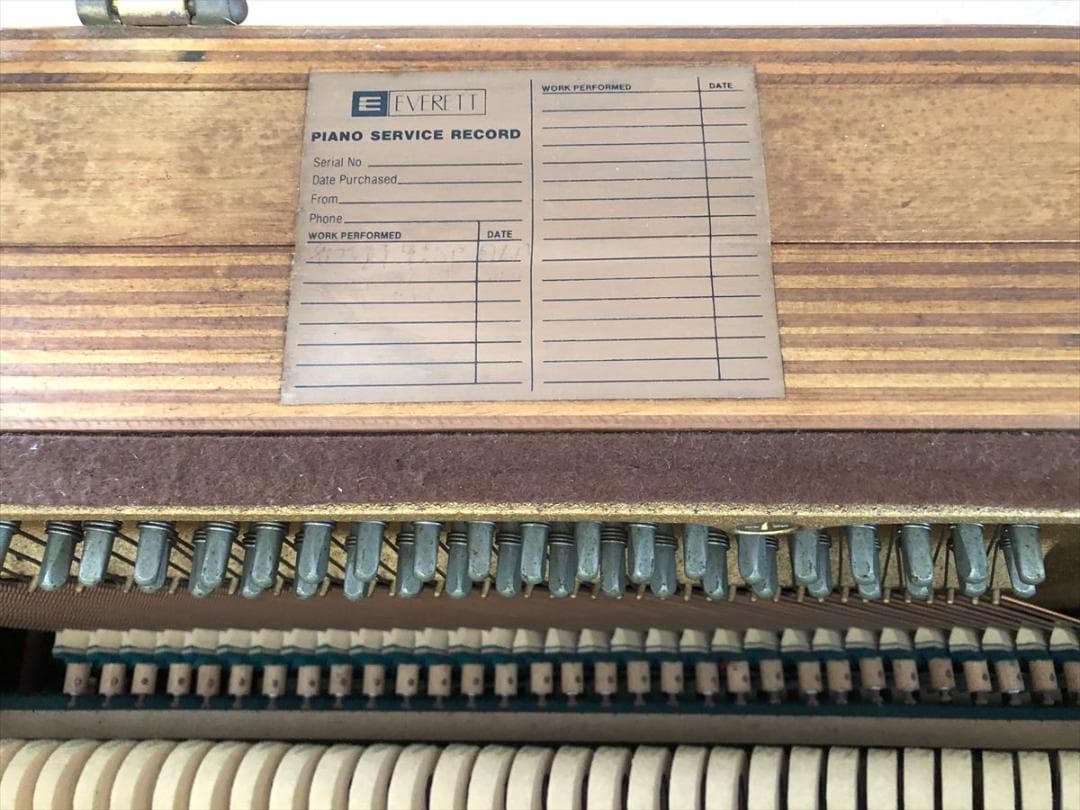 E EVERETT
PIANO SERVICE RECORD
Serial No
Date Purchased
From
Phone
WORK PERFORMED DATE
WORK PERFORMED DATE